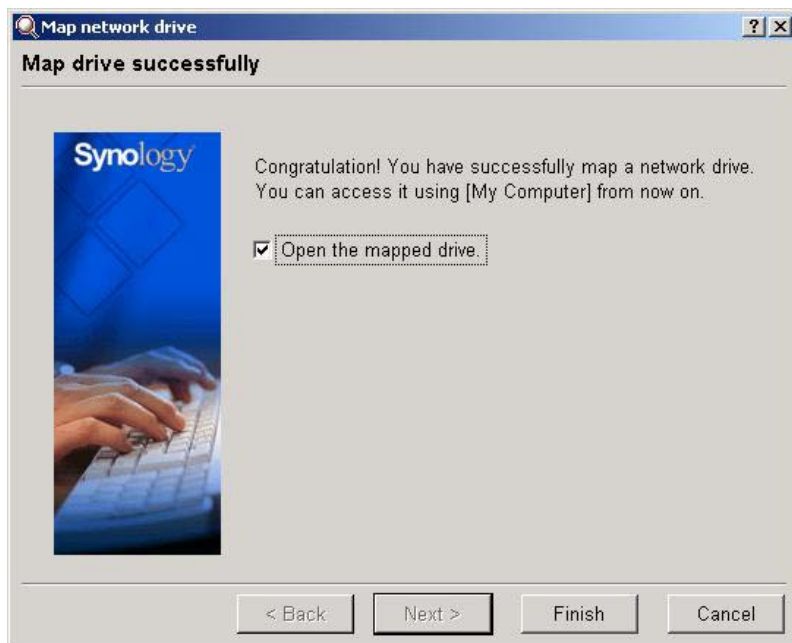 Map network drive
Map drive successfully
Synology
Congratulation! You have successfully map a network drive.
You can access it using [My Computer] from now on.
Open the mapped drive.
< Back Next > Finish Cancel